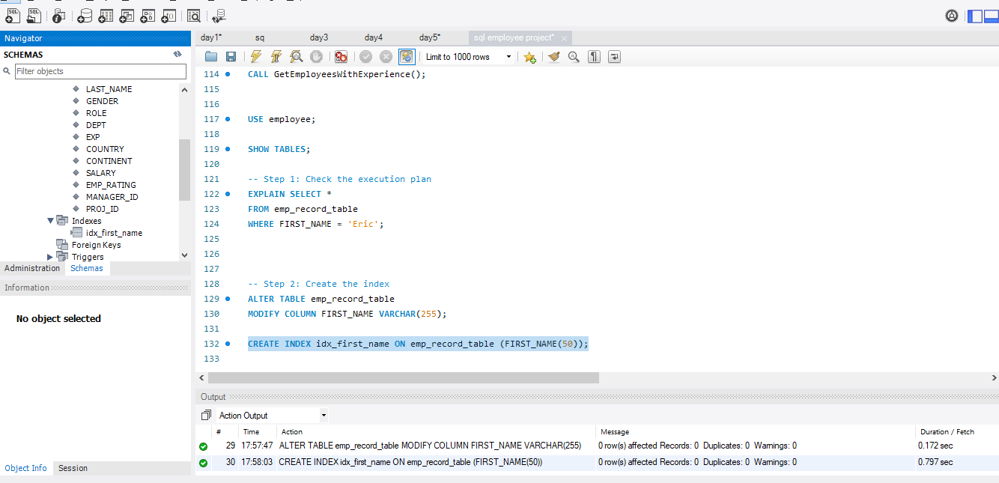 SQL
SQL
Navigator
SCHEMAS
Filter objects
LAST_NAME
GENDER
ROLE
DEPT
EXP
COUNTRY
CONTINENT
SALARY
EMP_RATING
MANAGER_ID
PROJ_ID
Indexes
idx_first_name
Foreign Keys
Triggers
Administration Schemas
Information
No object selected
Object Info Session
day1* sq day3 day4 day5* sql employee project*
Limit to 1000 rows
114 CALL GetEmployeesWithExperience();
115
116
117 USE employee;
118
119 SHOW TABLES;
120
121 -- Step 1: Check the execution plan
122 EXPLAIN SELECT *
123 FROM emp_record_table
124 WHERE FIRST_NAME = 'Eric';
125
126
127
128 -- Step 2: Create the index
129 ALTER TABLE emp_record_table
130 MODIFY COLUMN FIRST_NAME VARCHAR(255);
131
132 CREATE INDEX idx_first_name ON emp_record_table (FIRST_NAME(50));
133
Output
Action Output
# Time Action Message Duration / Fetch
29 17:57:47 ALTER TABLE emp_record_table MODIFY COLUMN FIRST_NAME VARCHAR(255) 0 row(s) affected Records: 0 Duplicates: 0 Warnings: 0 0.172 sec
30 17:58:03 CREATE INDEX idx_first_name ON emp_record_table (FIRST_NAME(50)) 0 row(s) affected Records: 0 Duplicates: 0 Warnings: 0 0.797 sec